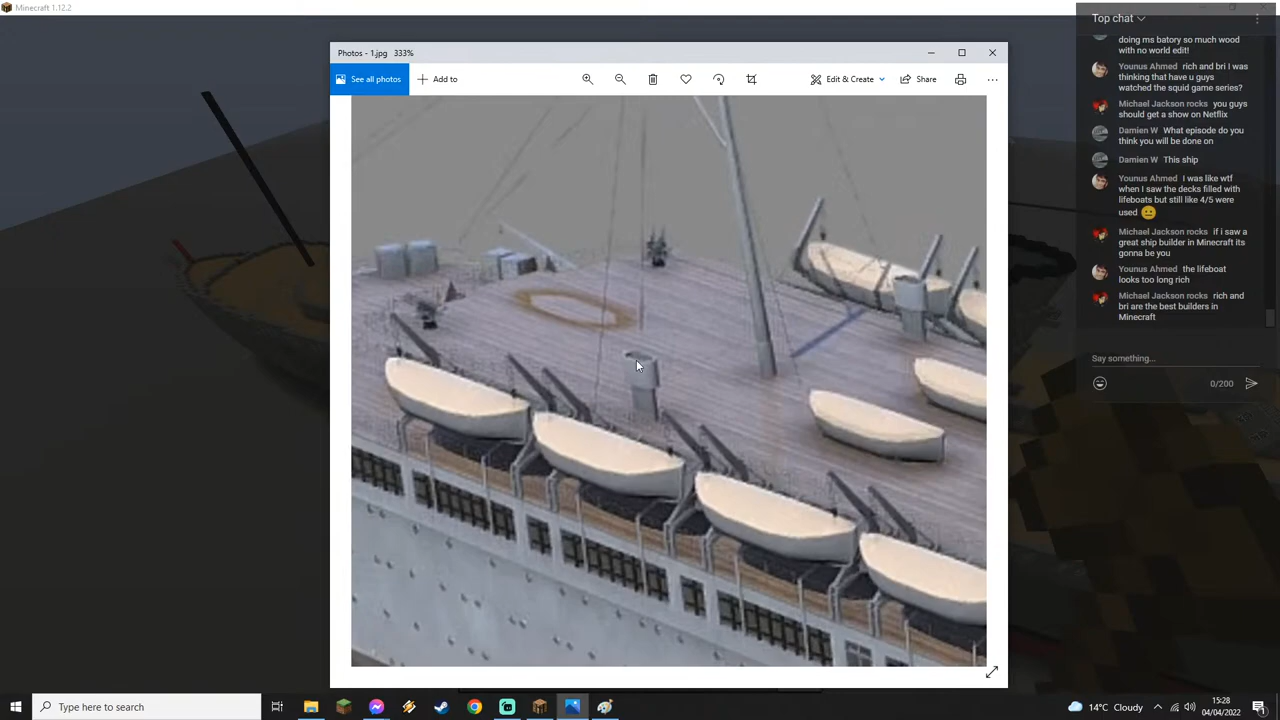 Minecraft 1.12.2
Photos - 1.jpg 333%
See all photos
Add to
Edit & Create
Share
Top chat
doing ms batory so much wood
with no world edit!
Younus Ahmed rich and bri I was
thinking that have u guys
watched the squid game series?
Michael Jackson rocks you guys
should get a show on Netflix
Damien W What episode do you
think you will be done on
Damien W This ship
Younus Ahmed I was like wtf
when I saw the decks filled with
lifeboats but still like 4/5 were
used
Michael Jackson rocks if i saw a
great ship builder in Minecraft its
gonna be you
Younus Ahmed the lifeboat
looks too long rich
Michael Jackson rocks rich and
bri are the best builders in
Minecraft
Say something...
0/200
Type here to search
14°C Cloudy
15:28
04/04/2022